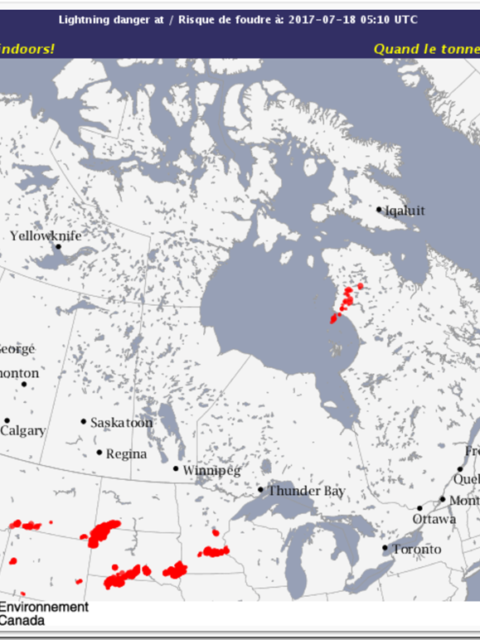 Lightning danger at / Risque de foudre à: 2017-07-18 05:10 UTC
indoors! Quand le tonne
Iqaluit
Yellowknife
George
monton
Calgary
Saskatoon
Regina
Winnipeg
Thunder Bay
Fre
Queb
Mont
Ottawa
Toronto
Environnement
Canada